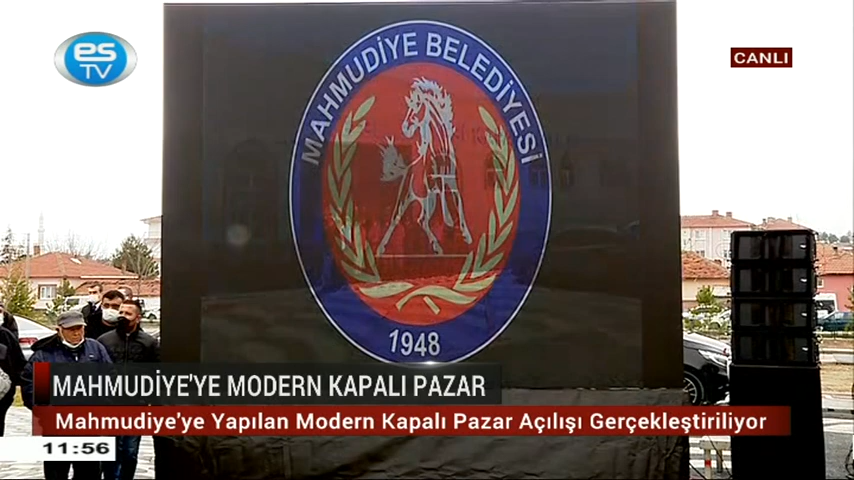 es
TV
CANLI
MAHMUDİYE BELEDİYESİ
1948
MAHMUDİYE'YE MODERN KAPALI PAZAR
Mahmudiye'ye Yapılan Modern Kapalı Pazar Açılışı Gerçekleştiriliyor
11:56